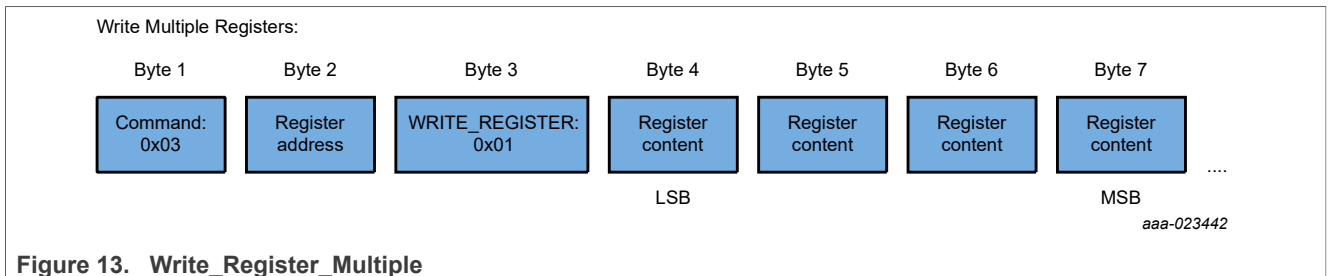 Write Multiple Registers:
Byte 1 Byte 2 Byte 3 Byte 4 Byte 5 Byte 6 Byte 7
Command: Register WRITE_REGISTER: Register Register Register Register
0x03 address 0x01 content content content content
....
LSB MSB
aaa-023442
Figure 13. Write_Register_Multiple